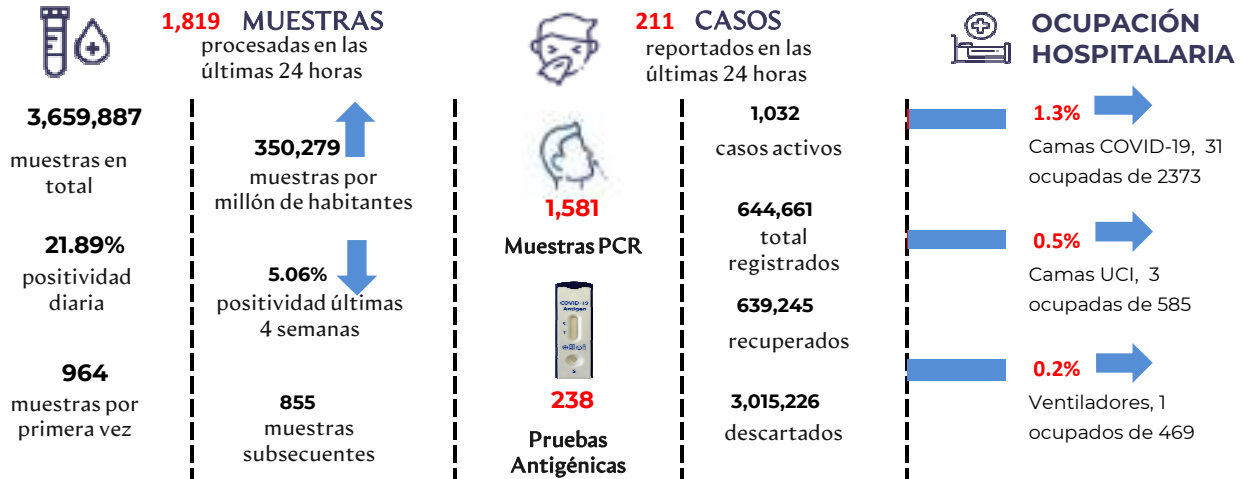 1,819 MUESTRAS
procesadas en las
últimas 24 horas
3,659,887
muestras en
total
21.89%
positividad
diaria
964
muestras por
primera vez
350,279
muestras por
millón de habitantes
5.06%
positividad últimas
4 semanas
855
muestras
subsecuentes
211 CASOS
reportados en las
últimas 24 horas
1,581
Muestras PCR
COVID-19
Antigen
238
Pruebas
Antigénicas
1,032
casos activos
644,661
total
registrados
639,245
recuperados
3,015,226
descartados
OCUPACIÓN
HOSPITALARIA
1.3%
Camas COVID-19, 31
ocupadas de 2373
0.5%
Camas UCI, 3
ocupadas de 585
0.2%
Ventiladores, 1
ocupados de 469